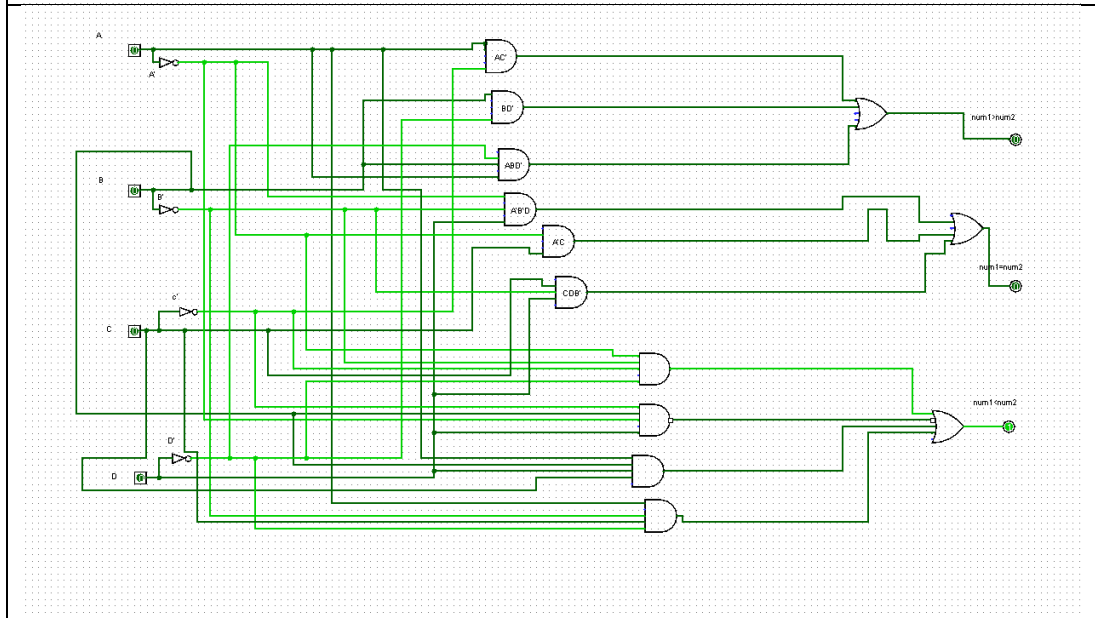 A
A'
AC'
BD'
num1>num2
ABD'
B
B'
A'B'D
A'C
num1=num2
CDB'
c'
C
num1<num2
D'
D